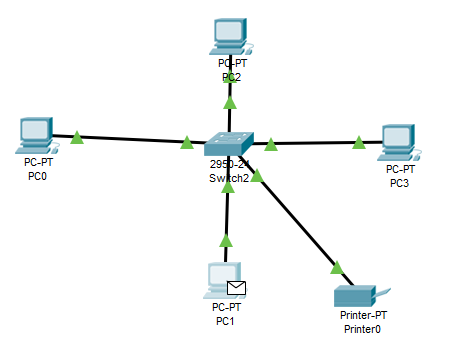 PC-PT
PC2
PC-PT
PC0
2950-24
Switch2
PC-PT
PC3
PC-PT
PC1
Printer-PT
Printer0